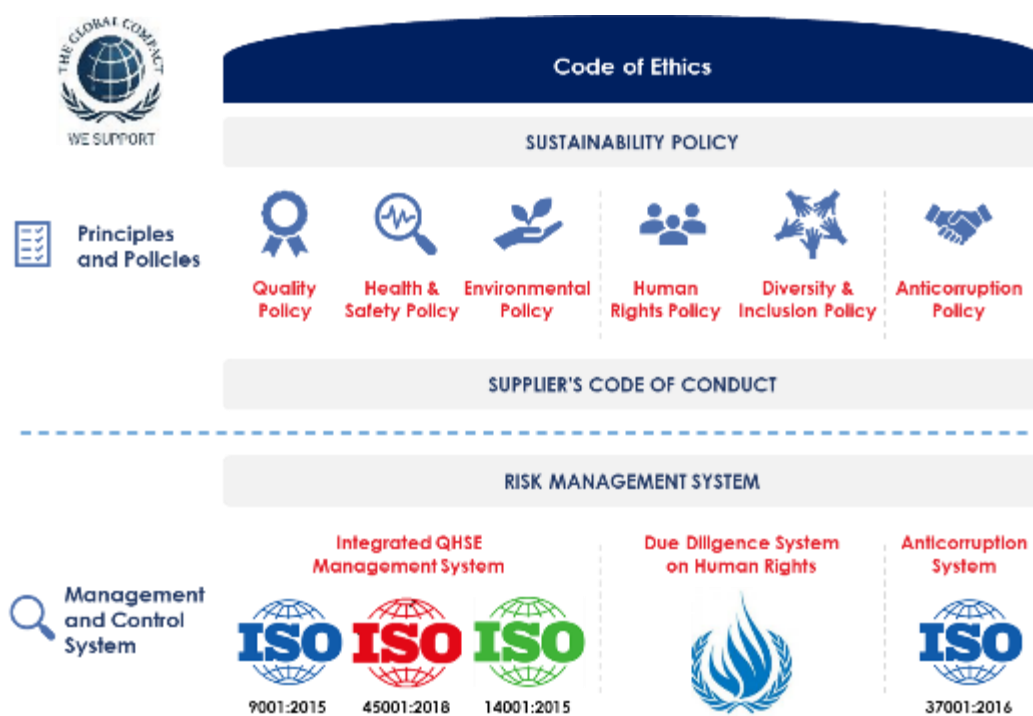 THE GLOBAL COMPACT
WE SUPPORT
Code of Ethics
SUSTAINABILITY POLICY
Principles
and Policies
Quality
Policy
Health &
Safety Policy
Environmental
Policy
Human
Rights Policy
Diversity &
Inclusion Policy
Anticorruption
Policy
SUPPLIER'S CODE OF CONDUCT
RISK MANAGEMENT SYSTEM
Management
and Control
System
Integrated QHSE
Management System
Due Diligence System
on Human Rights
Anticorruption
System
ISO
ISO
ISO
ISO
9001:2015
45001:2018
14001:2015
37001:2016